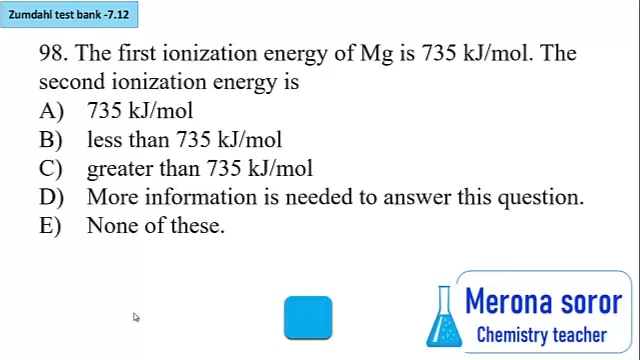 Zumdahl test bank -7.12
98. The first ionization energy of Mg is 735 kJ/mol. The
second ionization energy is
A) 735 kJ/mol
B) less than 735 kJ/mol
C) greater than 735 kJ/mol
D) More information is needed to answer this question.
E) None of these.
Merona soror
Chemistry teacher